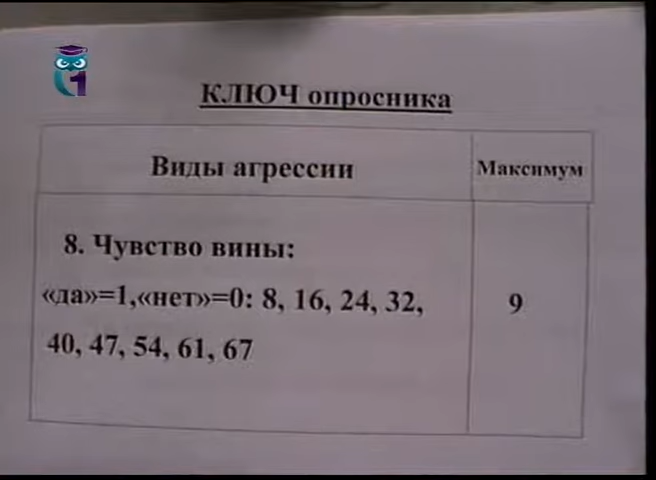 1
КЛЮЧ опросника
Виды агрессии
Максимум
8. Чувство вины:
«да»=1,«нет»=0: 8, 16, 24, 32,
40, 47, 54, 61, 67
9